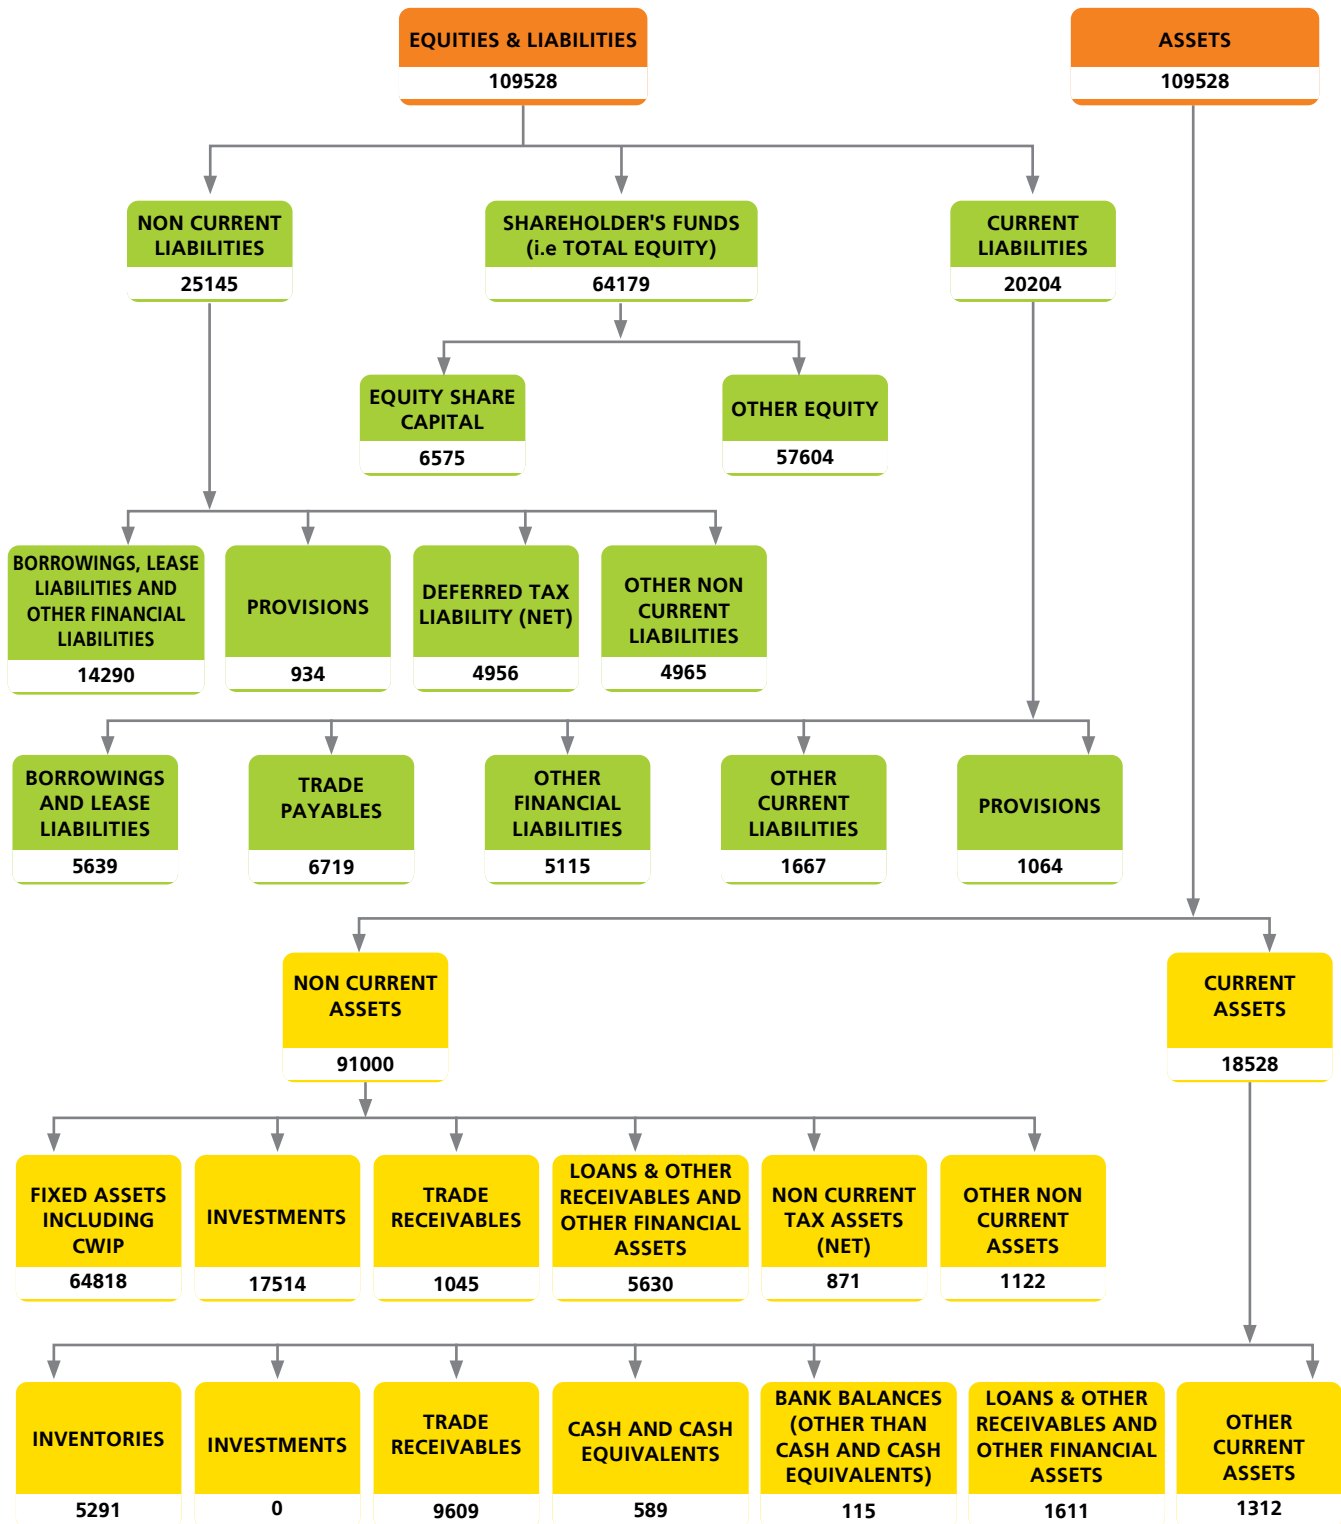 EQUITIES & LIABILITIES
109528
ASSETS
109528
NON CURRENT
LIABILITIES
25145
SHAREHOLDER'S FUNDS
(i.e TOTAL EQUITY)
64179
CURRENT
LIABILITIES
20204
EQUITY SHARE
CAPITAL
6575
OTHER EQUITY
57604
BORROWINGS, LEASE
LIABILITIES AND
OTHER FINANCIAL
LIABILITIES
14290
PROVISIONS
934
DEFERRED TAX
LIABILITY (NET)
4956
OTHER NON
CURRENT
LIABILITIES
4965
BORROWINGS
AND LEASE
LIABILITIES
5639
TRADE
PAYABLES
6719
OTHER
FINANCIAL
LIABILITIES
5115
OTHER
CURRENT
LIABILITIES
1667
PROVISIONS
1064
NON CURRENT
ASSETS
91000
CURRENT
ASSETS
18528
FIXED ASSETS
INCLUDING
CWIP
64818
INVESTMENTS
17514
TRADE
RECEIVABLES
1045
LOANS & OTHER
RECEIVABLES AND
OTHER FINANCIAL
ASSETS
5630
NON CURRENT
TAX ASSETS
(NET)
871
OTHER NON
CURRENT
ASSETS
1122
INVENTORIES
5291
INVESTMENTS
0
TRADE
RECEIVABLES
9609
CASH AND CASH
EQUIVALENTS
589
BANK BALANCES
(OTHER THAN
CASH AND CASH
EQUIVALENTS)
115
LOANS & OTHER
RECEIVABLES AND
OTHER FINANCIAL
ASSETS
1611
OTHER
CURRENT
ASSETS
1312